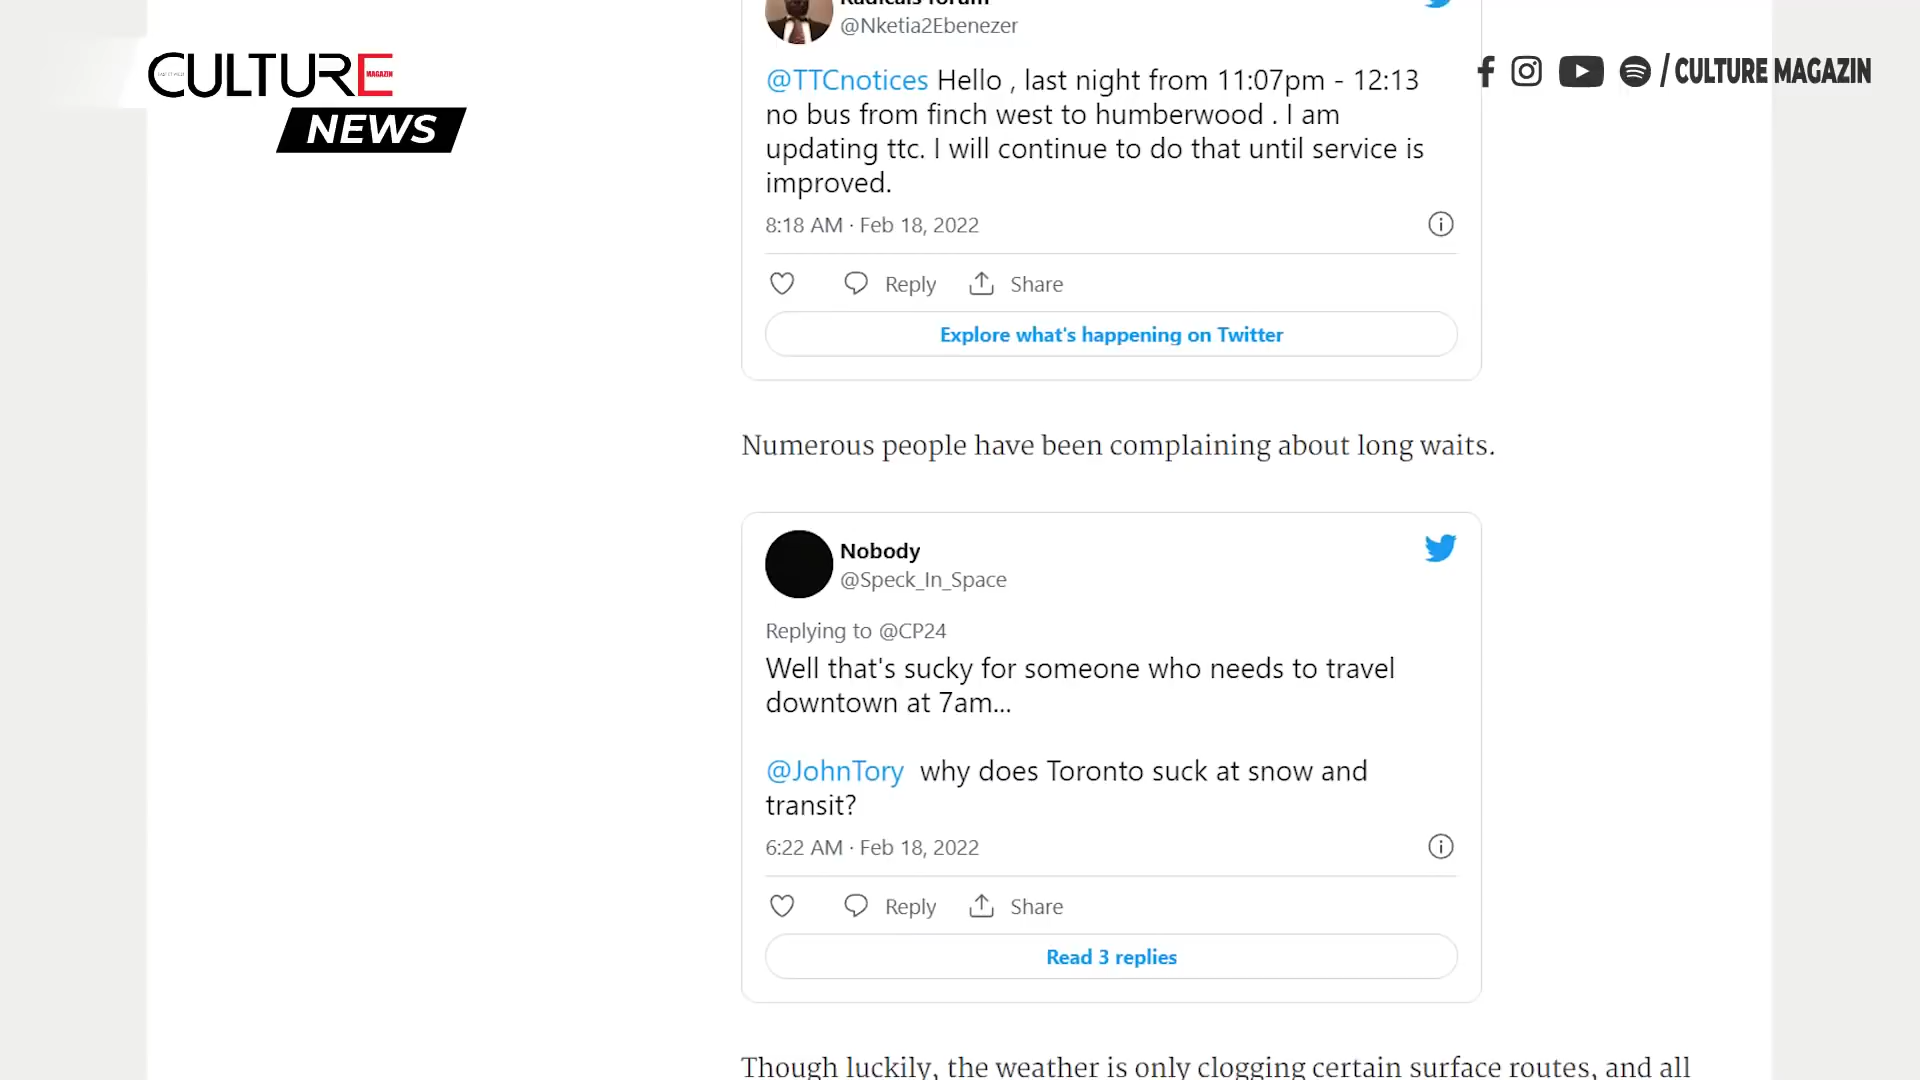 Radicals forum
@Nketia2Ebenezer
CULTURE
MAGAZIN
NEWS
/ CULTURE MAGAZIN
@TTCnotices Hello , last night from 11:07pm - 12:13
no bus from finch west to humberwood . I am
updating ttc. I will continue to do that until service is
improved.
8:18 AM · Feb 18, 2022
Reply
Share
Explore what's happening on Twitter
Numerous people have been complaining about long waits.
Nobody
@Speck_In_Space
Replying to @CP24
Well that's sucky for someone who needs to travel
downtown at 7am...
@JohnTory why does Toronto suck at snow and
transit?
6:22 AM · Feb 18, 2022
Reply
Share
Read 3 replies
Though luckily, the weather is only clogging certain surface routes, and all